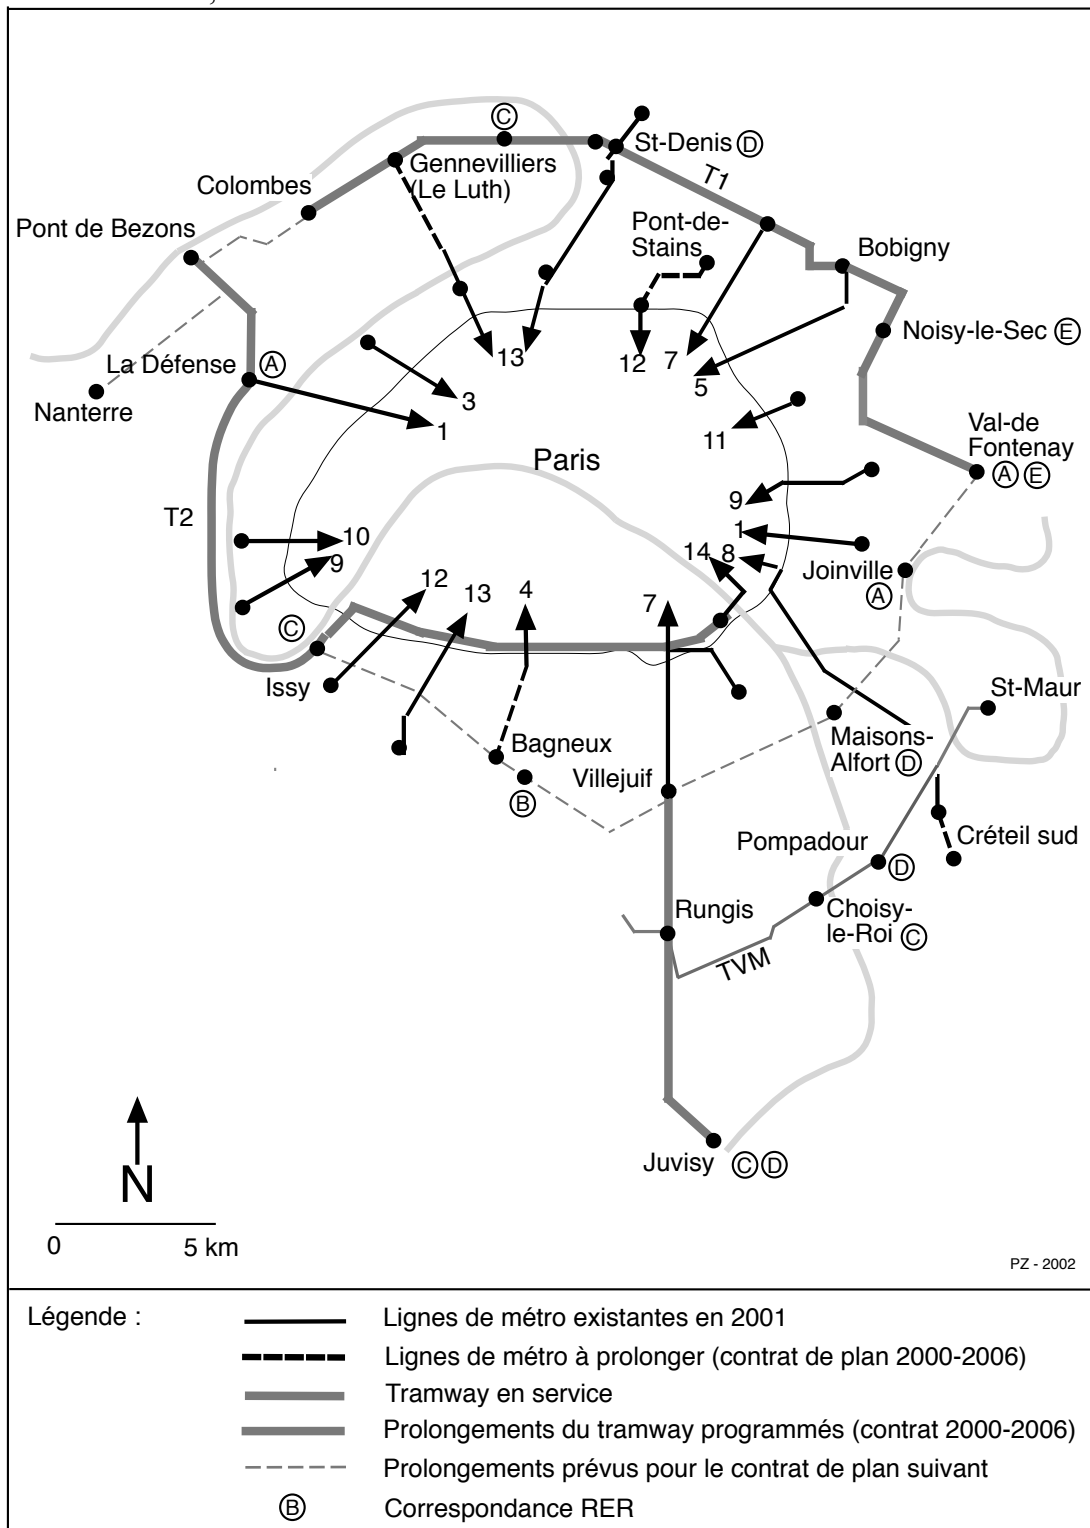 C
St-Denis D
T1
Gennevilliers
(Le Luth)
Colombes
Pont-de-
Stains
Pont de Bezons
Bobigny
Noisy-le-Sec E
La Défense A
13
12
7
5
Nanterre
3
1
11
Val-de
Fontenay
A E
Paris
9
T2
10
9
1
14
8
Joinville
A
12
13
4
7
C
Issy
St-Maur
Maisons-
Alfort D
Bagneux
B
Villejuif
Pompadour
D
Créteil sud
Rungis
Choisy-
le-Roi C
TVM
Juvisy C D
N
0 5 km
PZ - 2002
Légende :
Lignes de métro existantes en 2001
Lignes de métro à prolonger (contrat de plan 2000-2006)
Tramway en service
Prolongements du tramway programmés (contrat 2000-2006)
Prolongements prévus pour le contrat de plan suivant
B Correspondance RER